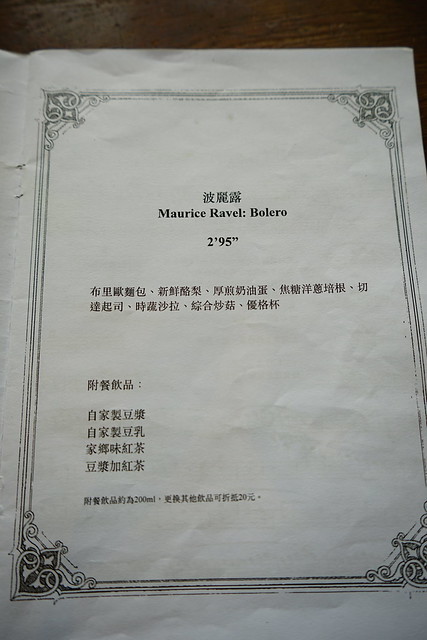 波麗露
Maurice Ravel: Bolero
2’95”
布里歐麵包、新鮮酪梨、厚煎奶油蛋、焦糖洋蔥培根、切
達起司、時蔬沙拉、綜合炒菇、優格杯
附餐飲品：
自家製豆漿
自家製豆乳
家鄉味紅茶
豆漿加紅茶
附餐飲品約為200ml，更換其他飲品可折抵20元。